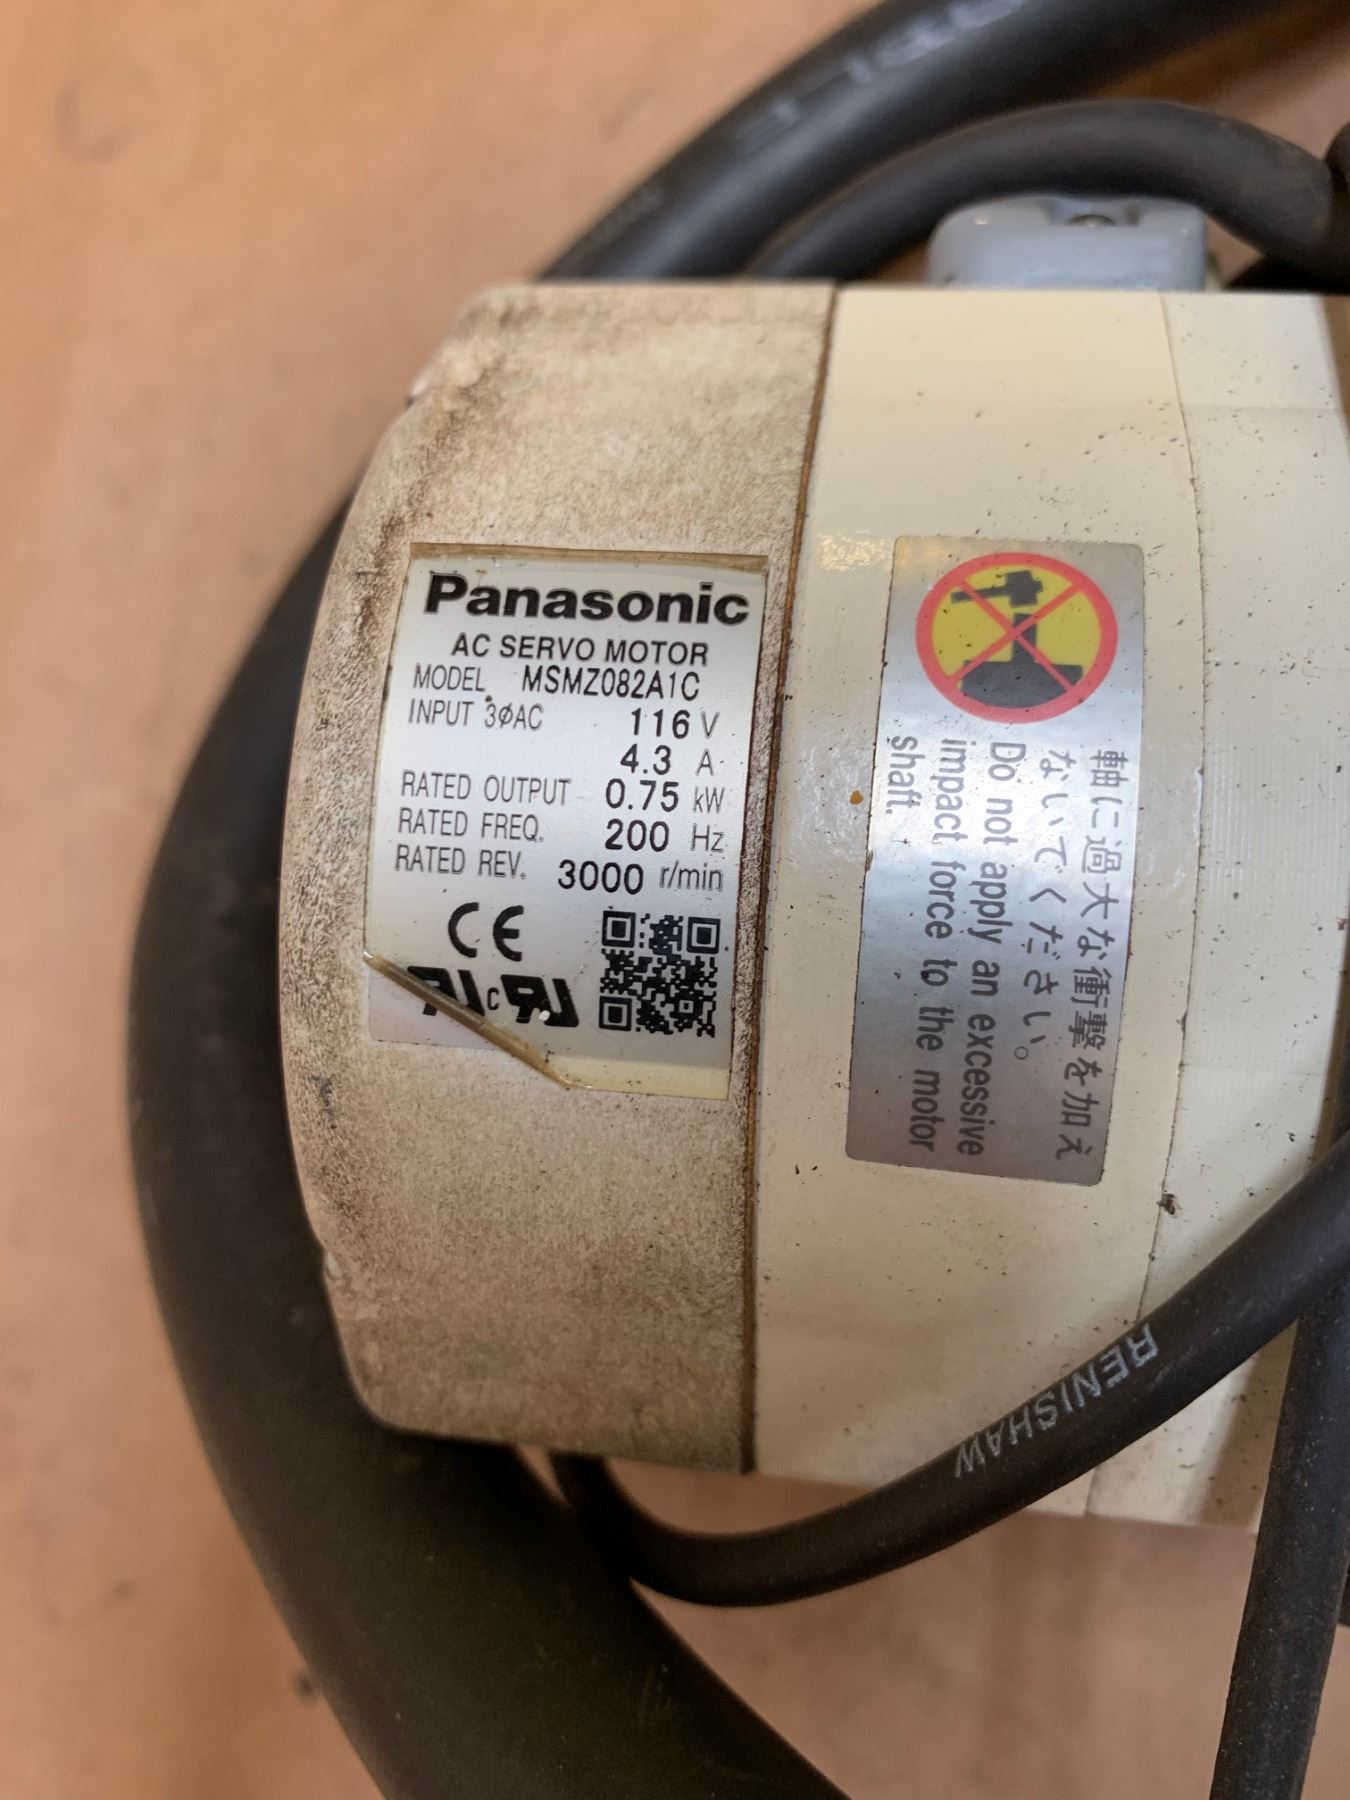 Panasonic
AC SERVO MOTOR
MODEL MSMZ082A1C
INPUT 3φAC 116 V
4.3 A
RATED OUTPUT 0.75 kW
RATED FREQ. 200 Hz
RATED REV. 3000 r/min
CE
c
軸に過大な衝撃を加え
ないでください。
Do not apply an excessive
impact force to the motor
shaft.
RENISHAW